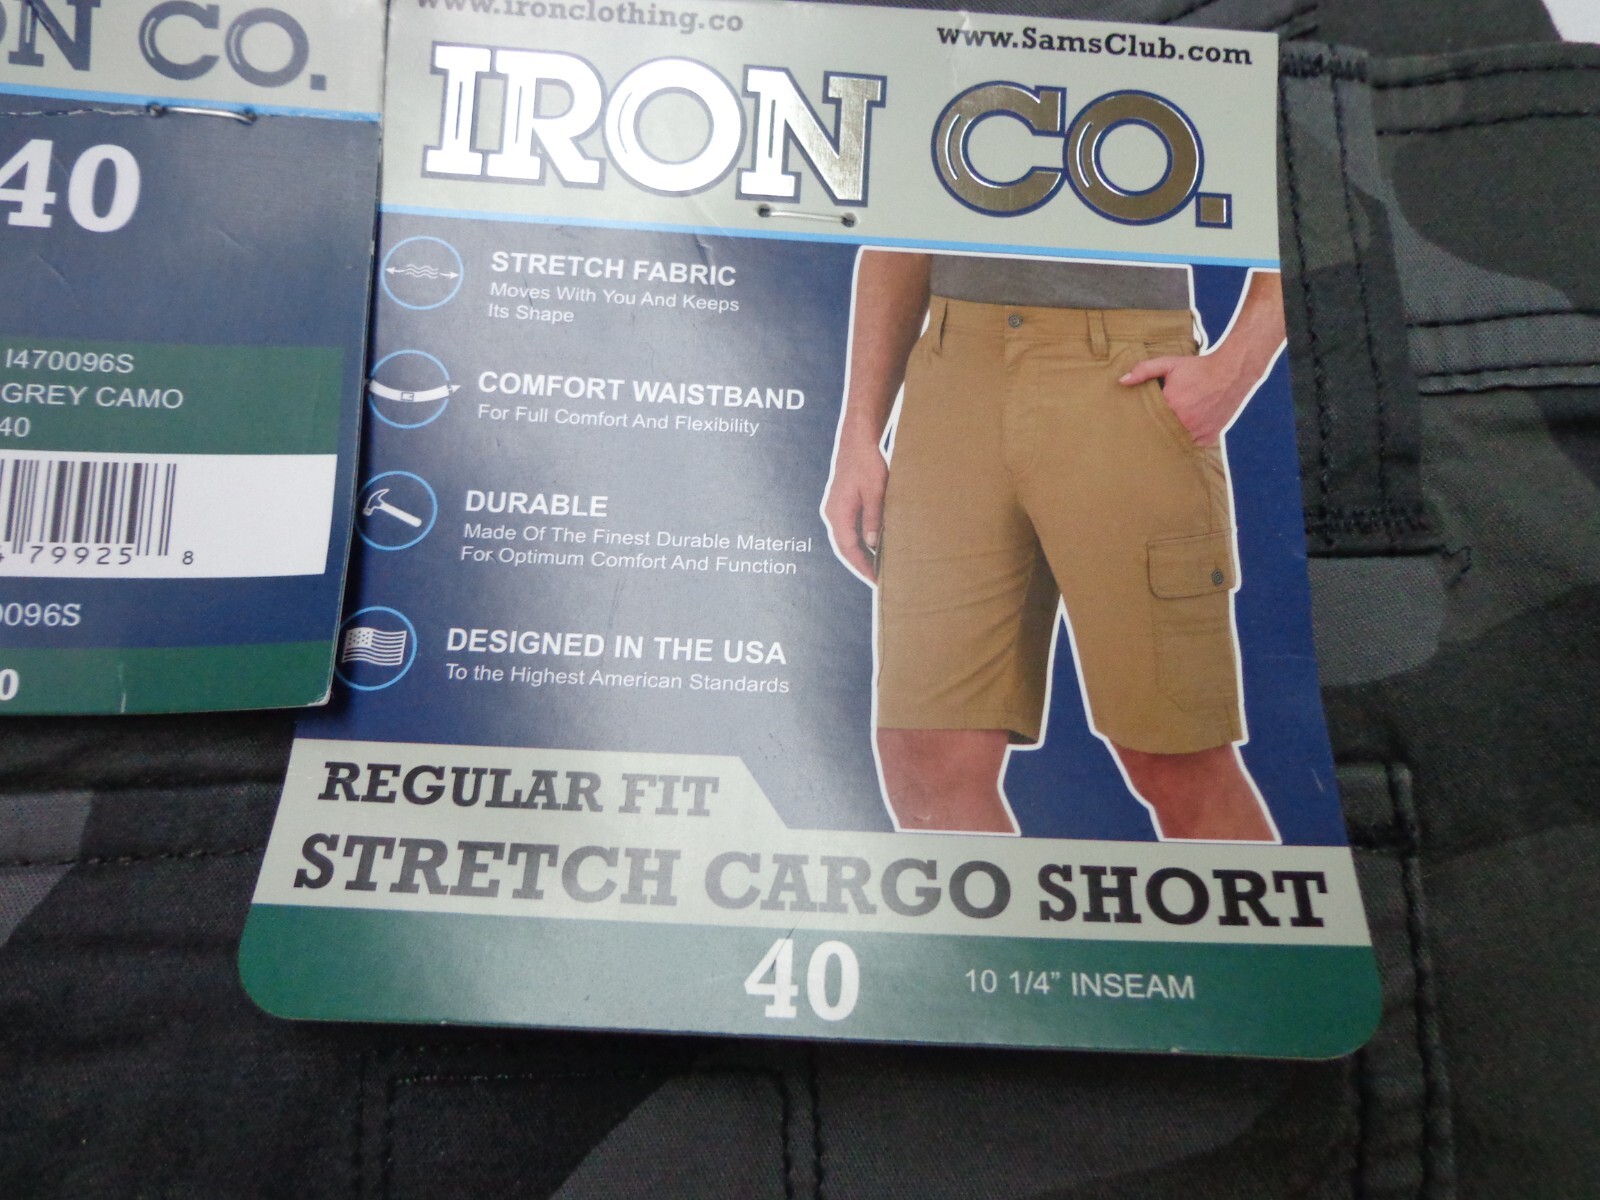 CO.
40
I470096S
GREY CAMO
40
79925 8
0096S
0
www.ironclothing.co
www.SamsClub.com
IRON CO.
STRETCH FABRIC
Moves With You And Keeps
Its Shape
COMFORT WAISTBAND
For Full Comfort And Flexibility
DURABLE
Made Of The Finest Durable Material
For Optimum Comfort And Function
DESIGNED IN THE USA
To the Highest American Standards
REGULAR FIT
STRETCH CARGO SHORT
40 10 1/4” INSEAM